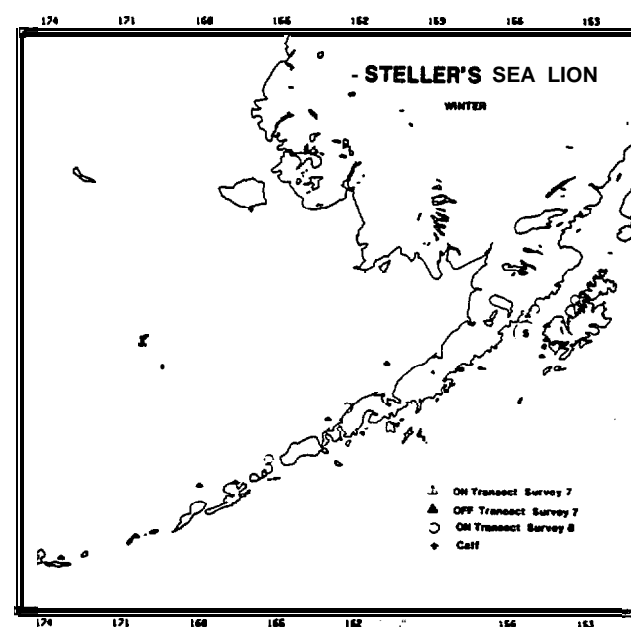 174 171 168 165 162 159 156 153
STELLER'S SEA LION
WINTER
5
ON Transect Survey 7
OFF Transect Survey 7
ON Transect Survey 8
Calf
174 171 168 165 162 156 153